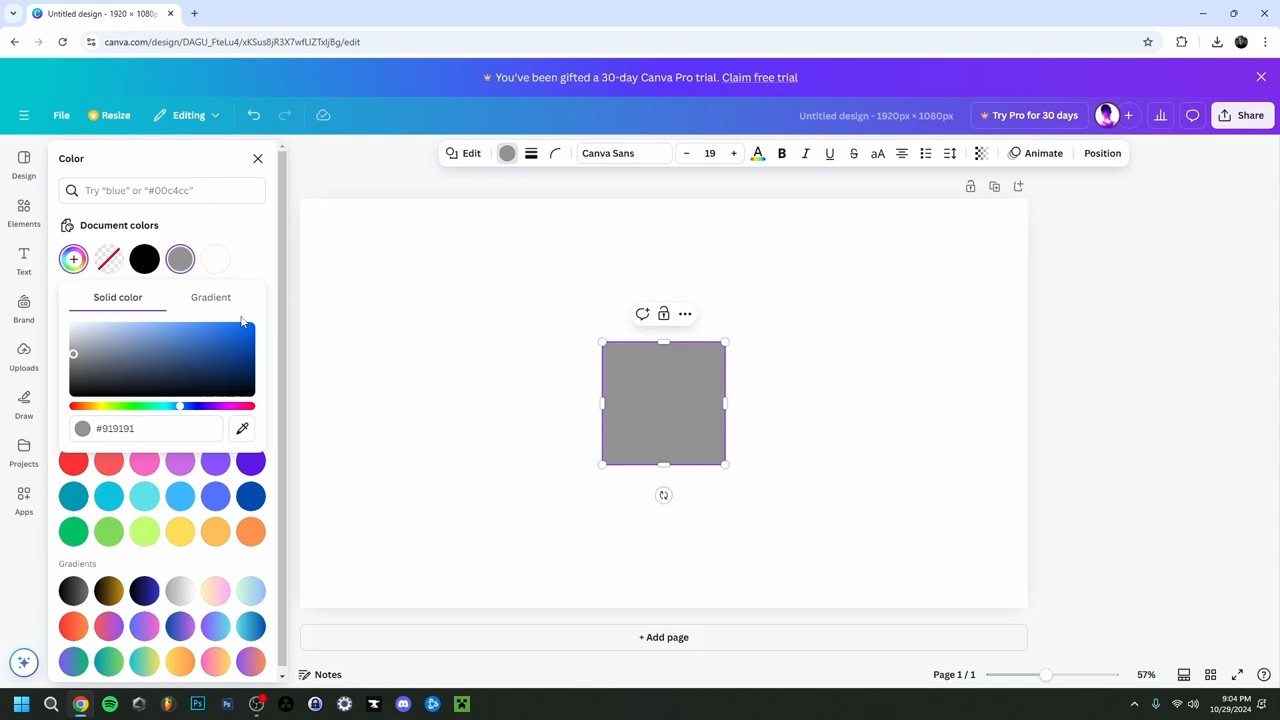 Untitled design - 1920 × 1080p
canva.com/design/DAGU_FteLu4/xKSus8jR3X7wfLlZTxIjBg/edit
You've been gifted a 30-day Canva Pro trial. Claim free trial
File
Resize
Editing
Untitled design - 1920px × 1080px
Try Pro for 30 days
Share
Design
Elements
Text
Brand
Uploads
Draw
Projects
Apps
Color
Try "blue" or "#00c4cc"
Document colors
Solid color
Gradient
#919191
Gradients
Edit
Canva Sans
– 19 +
A
B
I
U
S
aA
Animate
Position
+ Add page
Notes
Page 1 / 1
57%
9:04 PM
10/29/2024